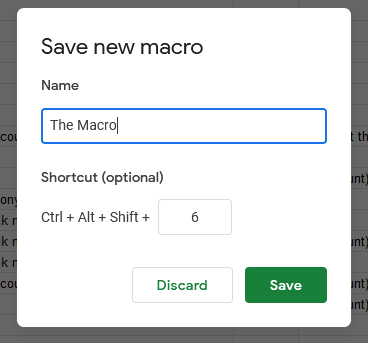 Save new macro
Name
The Macro
Shortcut (optional)
Ctrl + Alt + Shift + 6
Discard Save